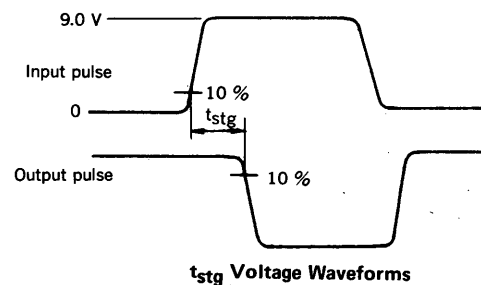 9.0 V
Input pulse
10 %
0
tstg
Output pulse
10 %
tstg Voltage Waveforms